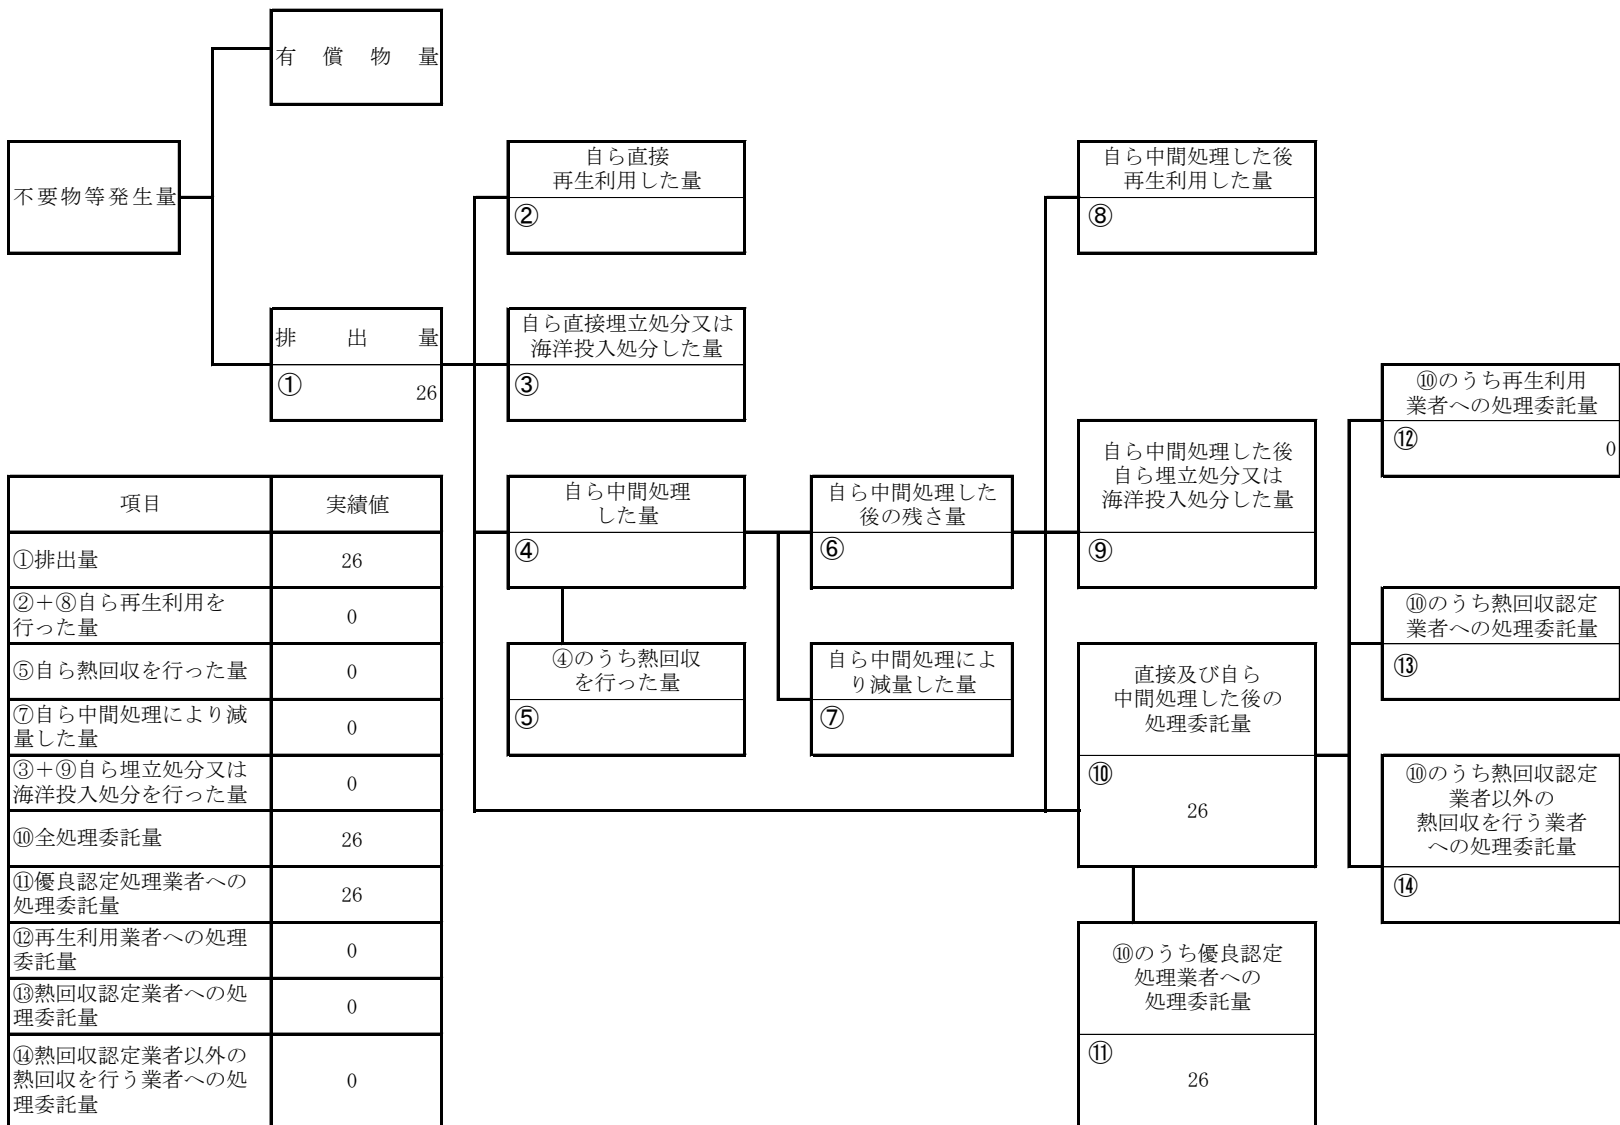 有償物量
不要物等発生量
排出量
①
26
自ら直接
再生利用した量
②
自ら直接埋立処分又は
海洋投入処分した量
③
自ら中間処理
した量
④
④のうち熱回収
を行った量
⑤
自ら中間処理した
後の残さ量
⑥
自ら中間処理によ
り減量した量
⑦
自ら中間処理した後
再生利用した量
⑧
自ら中間処理した後
自ら埋立処分又は
海洋投入処分した量
⑨
直接及び自ら
中間処理した後の
処理委託量
⑩
26
⑩のうち優良認定
処理業者への
処理委託量
⑪
26
⑩のうち再生利用
業者への処理委託量
⑫
0
⑩のうち熱回収認定
業者への処理委託量
⑬
⑩のうち熱回収認定
業者以外の
熱回収を行う業者
への処理委託量
⑭
項目 実績値
①排出量 26
②＋⑧自ら再生利用を
行った量 0
⑤自ら熱回収を行った量 0
⑦自ら中間処理により減
量した量 0
③＋⑨自ら埋立処分又は
海洋投入処分を行った量 0
⑩全処理委託量 26
⑪優良認定処理業者への
処理委託量 26
⑫再生利用業者への処理
委託量 0
⑬熱回収認定業者への処
理委託量 0
⑭熱回収認定業者以外の
熱回収を行う業者への処
理委託量 0